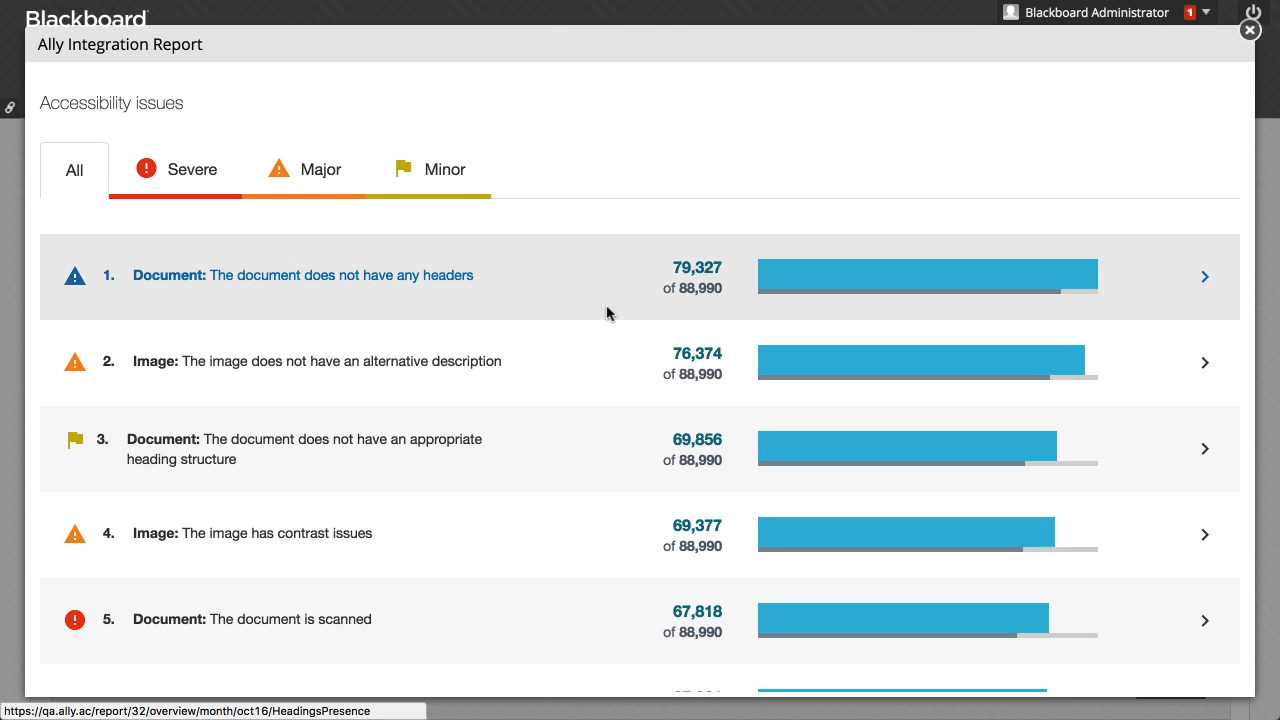 Blackboard
Blackboard Administrator 1
Ally Integration Report
Accessibility issues
All Severe Major Minor
1. Document: The document does not have any headers
79,327
of 88,990
2. Image: The image does not have an alternative description
76,374
of 88,990
3. Document: The document does not have an appropriate
heading structure
69,856
of 88,990
4. Image: The image has contrast issues
69,377
of 88,990
5. Document: The document is scanned
67,818
of 88,990
https://qa.ally.ac/report/32/overview/month/oct16/HeadingsPresence